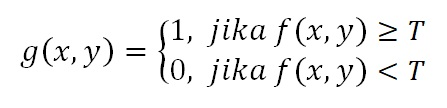 g(x, y) = {1, jika f(x, y) ≥ T
0, jika f(x, y) < T